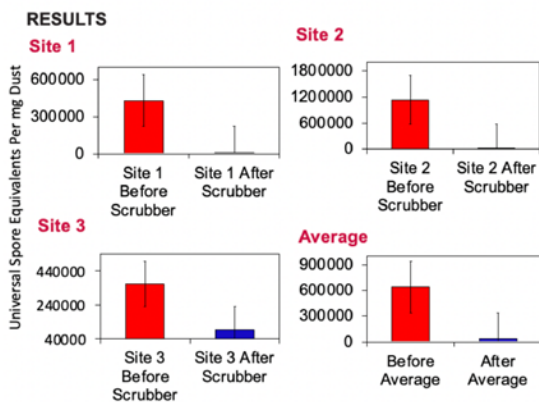 RESULTS
Site 1
Universal Spore Equivalents Per mg Dust
600000
300000
0
Site 1 Before Scrubber
Site 1 After Scrubber
Site 2
1800000
1200000
600000
0
Site 2 Before Scrubber
Site 2 After Scrubber
Site 3
440000
240000
40000
Site 3 Before Scrubber
Site 3 After Scrubber
Average
900000
600000
300000
0
Before Average
After Average